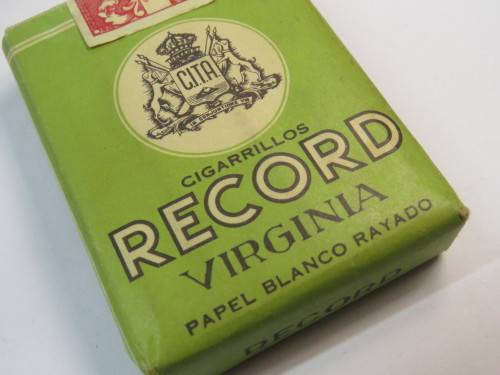 CITA
CIGARRILLOS
RECORD
VIRGINIA
PAPEL BLANCO RAYADO
RECORD